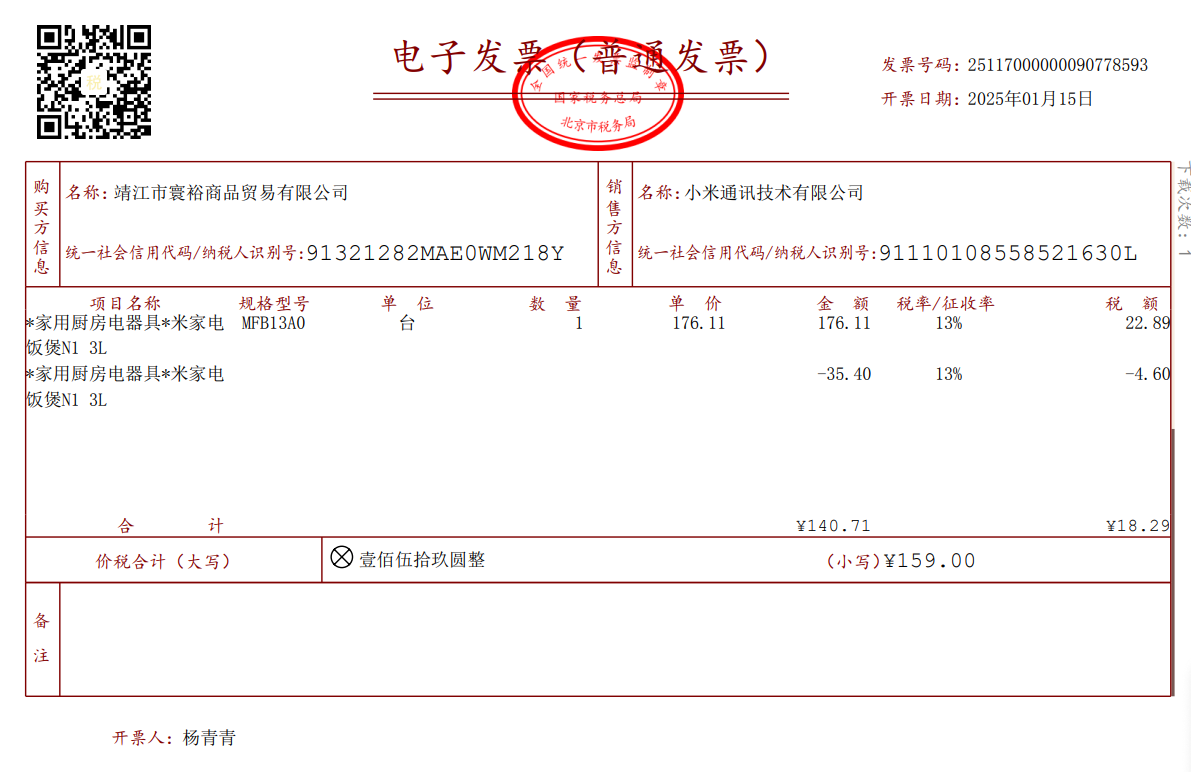 电子发票（普通发票）
全国统一发票监制章
国家税务总局
北京市税务局
税
发票号码：25117000000090778593
开票日期：2025年01月15日
下载次数：1
购买方信息
名称：靖江市寰裕商品贸易有限公司
统一社会信用代码/纳税人识别号：91321282MAE0WM218Y
销售方信息
名称：小米通讯技术有限公司
统一社会信用代码/纳税人识别号：91110108558521630L
项目名称 规格型号 单位 数量 单价 金额 税率/征收率 税额
*家用厨房电器具*米家电 MFB13A0 台 1 176.11 176.11 13% 22.89
饭煲N1 3L
*家用厨房电器具*米家电 -35.40 13% -4.60
饭煲N1 3L
合计 ¥140.71 ¥18.29
价税合计（大写） 壹佰伍拾玖圆整 （小写）¥159.00
备注
开票人：杨青青